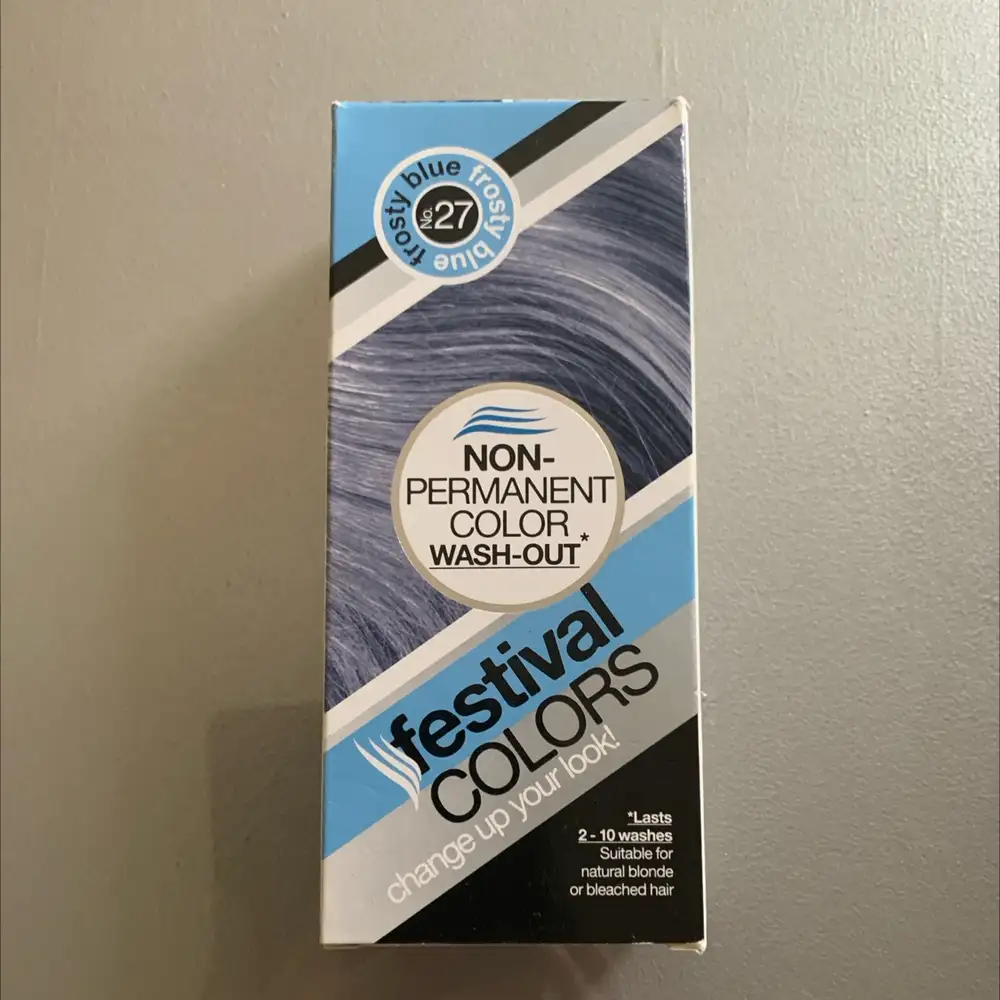 frosty blue frosty blue
No. 27
NON-
PERMANENT
COLOR
WASH-OUT*
festival
COLORS
change up your look!
*Lasts
2 - 10 washes
Suitable for
natural blonde
or bleached hair